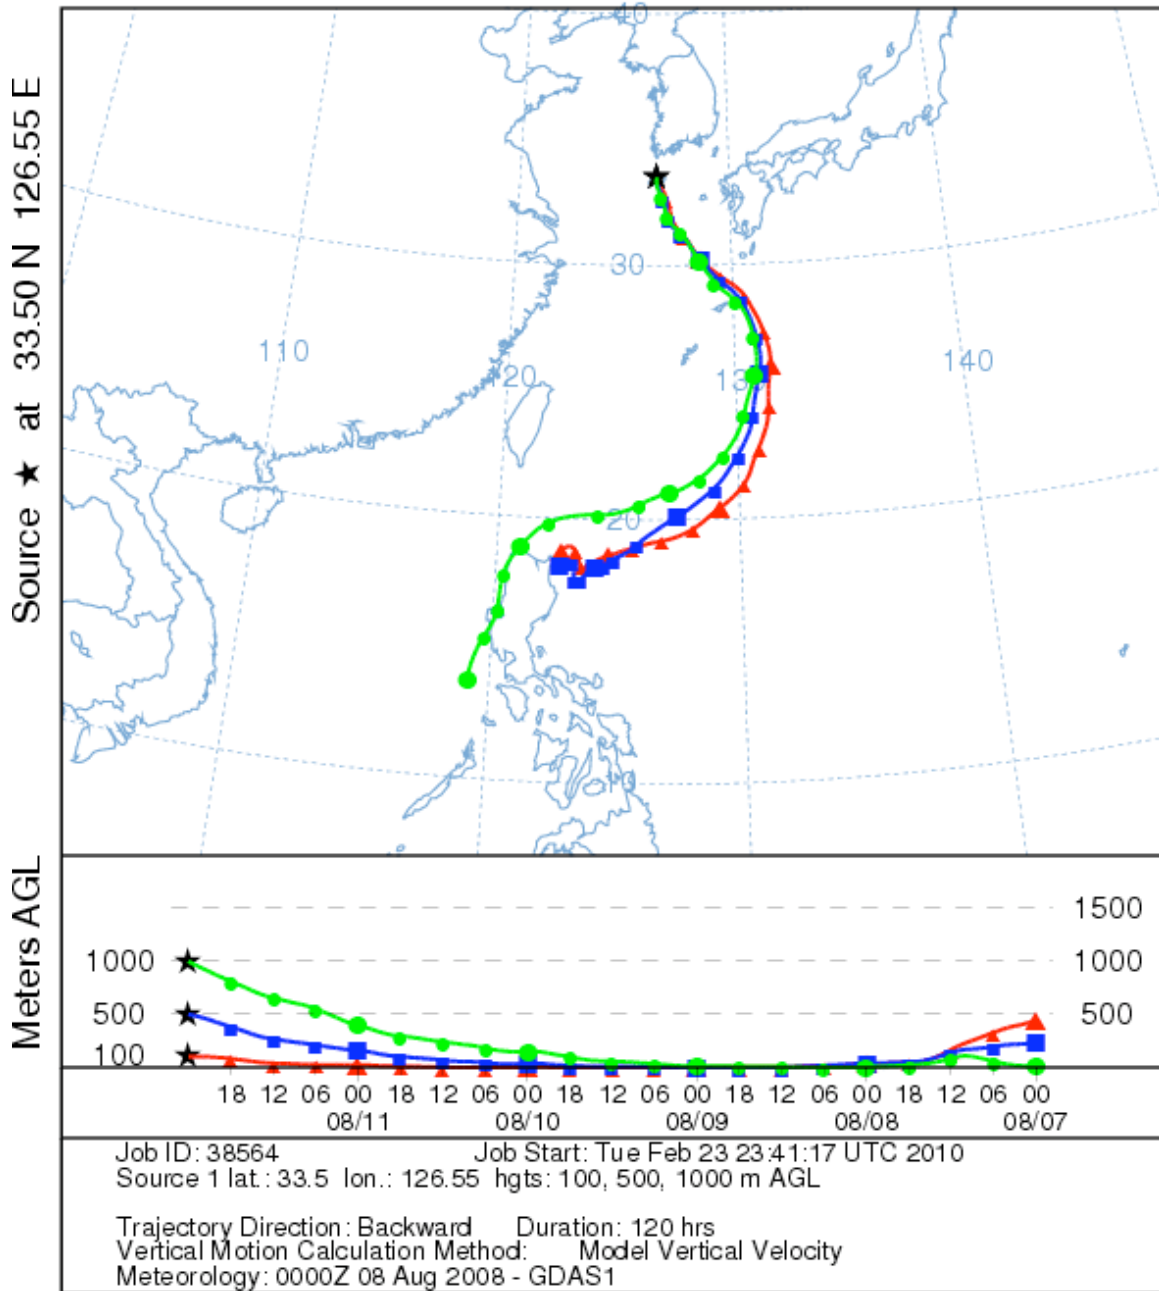 Source ★ at 33.50 N 126.55 E
40
30
110
120
130
140
20
10
Meters AGL
1500
1000 1000
500 500
100
18 12 06 00 18 12 06 00 18 12 06 00 18 12 06 00 18 12 06 00
08/11 08/10 08/09 08/08 08/07
Job ID: 38564 Job Start: Tue Feb 23 23:41:17 UTC 2010
Source 1 lat.: 33.5 lon.: 126.55 hgts: 100, 500, 1000 m AGL
Trajectory Direction: Backward Duration: 120 hrs
Vertical Motion Calculation Method: Model Vertical Velocity
Meteorology: 0000Z 08 Aug 2008 - GDAS1